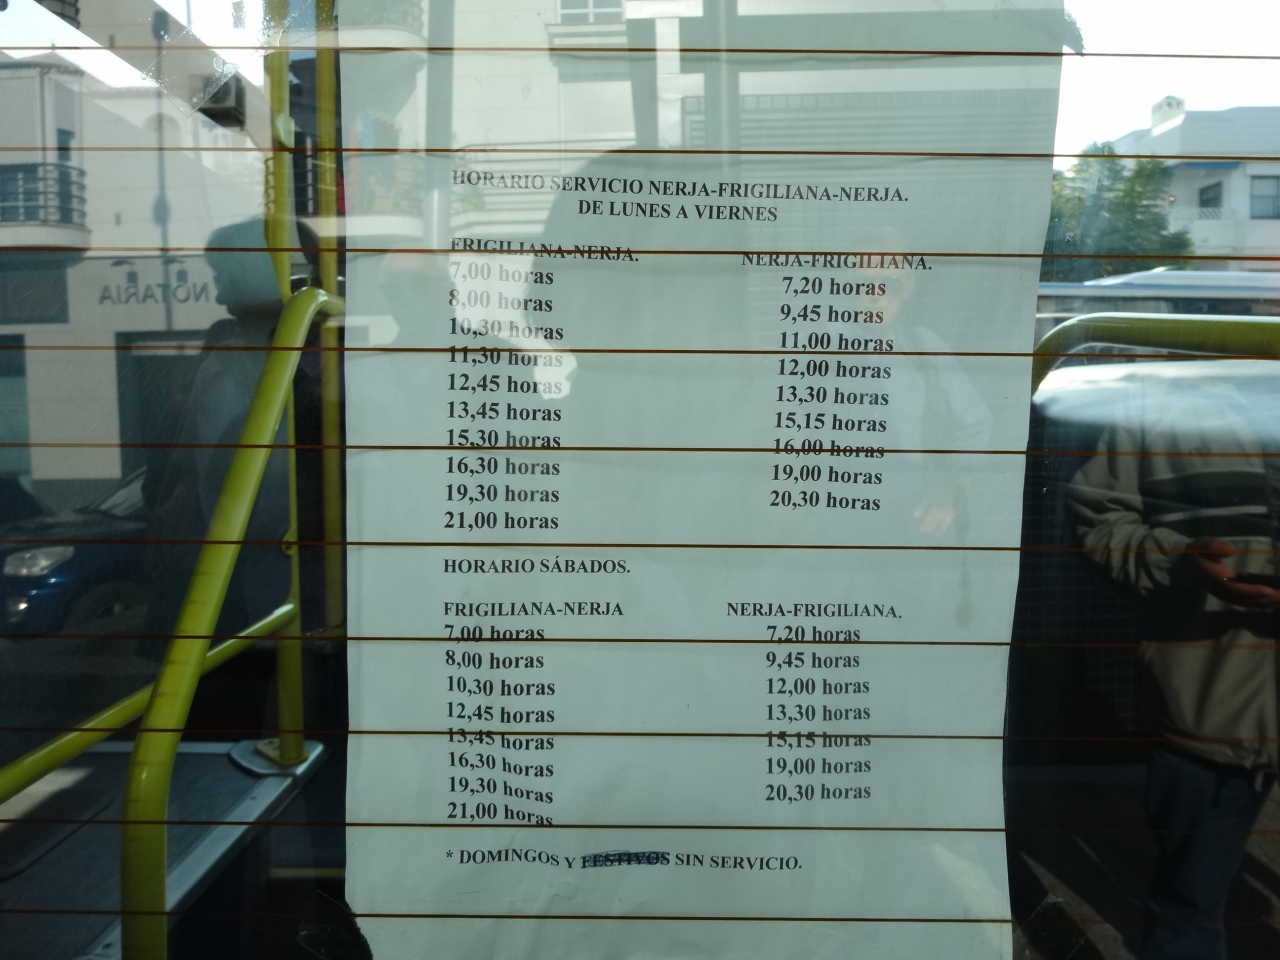 HORARIO SERVICIO NERJA-FRIGILIANA-NERJA.
DE LUNES A VIERNES
FRIGILIANA-NERJA. NERJA-FRIGILIANA.
7,00 horas 7,20 horas
8,00 horas 9,45 horas
10,30 horas 11,00 horas
11,30 horas 12,00 horas
12,45 horas 13,30 horas
13,45 horas 15,15 horas
15,30 horas 16,00 horas
16,30 horas 19,00 horas
19,30 horas 20,30 horas
21,00 horas
HORARIO SÁBADOS.
FRIGILIANA-NERJA NERJA-FRIGILIANA.
7,00 horas 7,20 horas
8,00 horas 9,45 horas
10,30 horas 12,00 horas
12,45 horas 13,30 horas
13,45 horas 15,15 horas
16,30 horas 19,00 horas
19,30 horas 20,30 horas
21,00 horas
* DOMINGOS Y FESTIVOS SIN SERVICIO.
NOTARIA